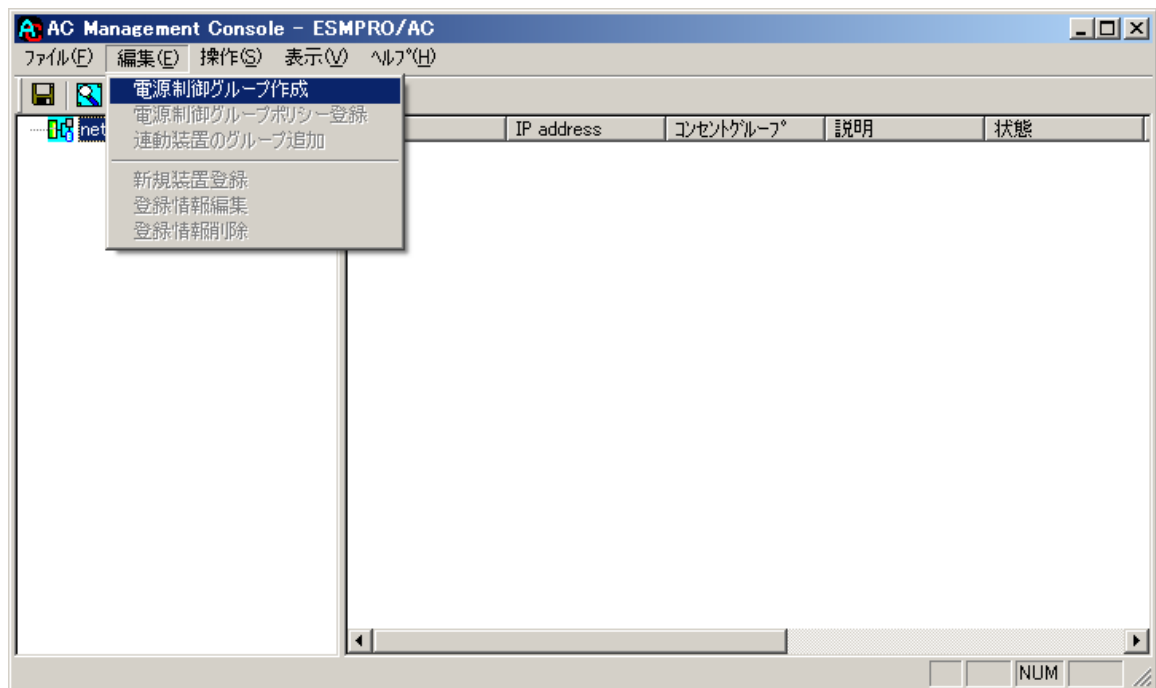 AC Management Console - ESMPRO/AC
ﾌｧｲﾙ(F) 編集(E) 操作(S) 表示(V) ﾍﾙﾌﾟ(H)
電源制御グループ作成
電源制御グループポリシー登録
連動装置のグループ追加
新規装置登録
登録情報編集
登録情報削除
net
IP address ｺﾝｾﾝﾄｸﾞﾙｰﾌﾟ 説明 状態
NUM